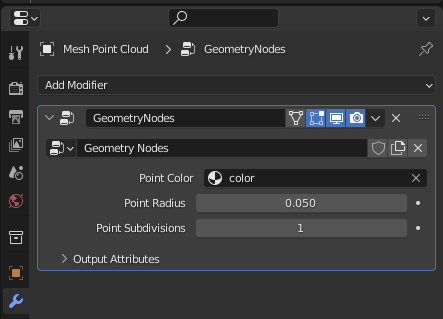 Mesh Point Cloud > GeometryNodes
Add Modifier
GeometryNodes
Geometry Nodes
Point Color color
Point Radius 0.050
Point Subdivisions 1
Output Attributes